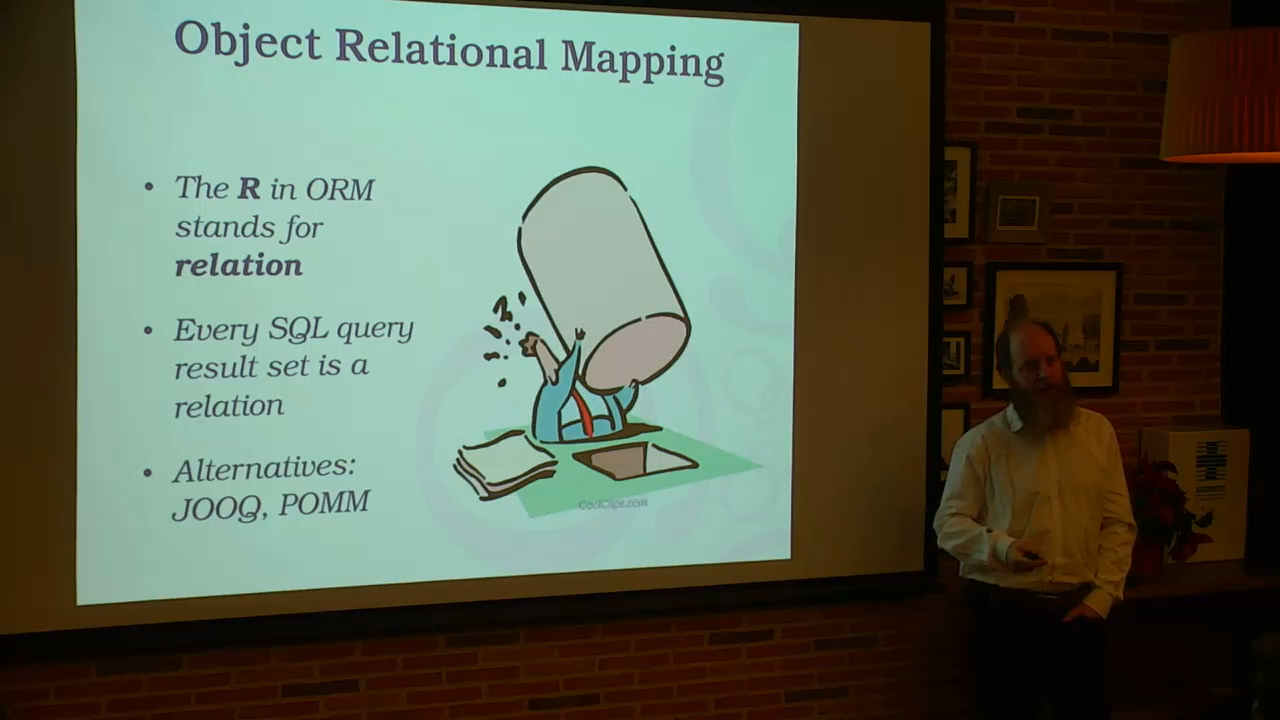 Object Relational Mapping
• The R in ORM
stands for
relation
• Every SQL query
result set is a
relation
• Alternatives:
JOOQ, POMM
CoolClips.com